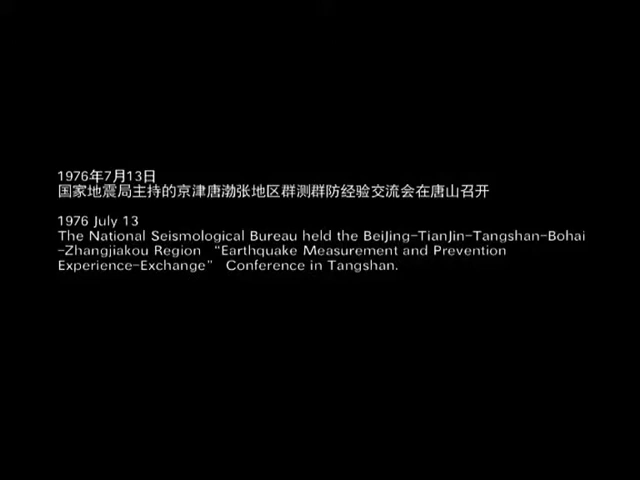 1976年7月13日
国家地震局主持的京津唐渤张地区群测群防经验交流会在唐山召开
1976 July 13
The National Seismological Bureau held the BeiJing-TianJin-Tangshan-Bohai
-Zhangjiakou Region “Earthquake Measurement and Prevention
Experience-Exchange” Conference in Tangshan.